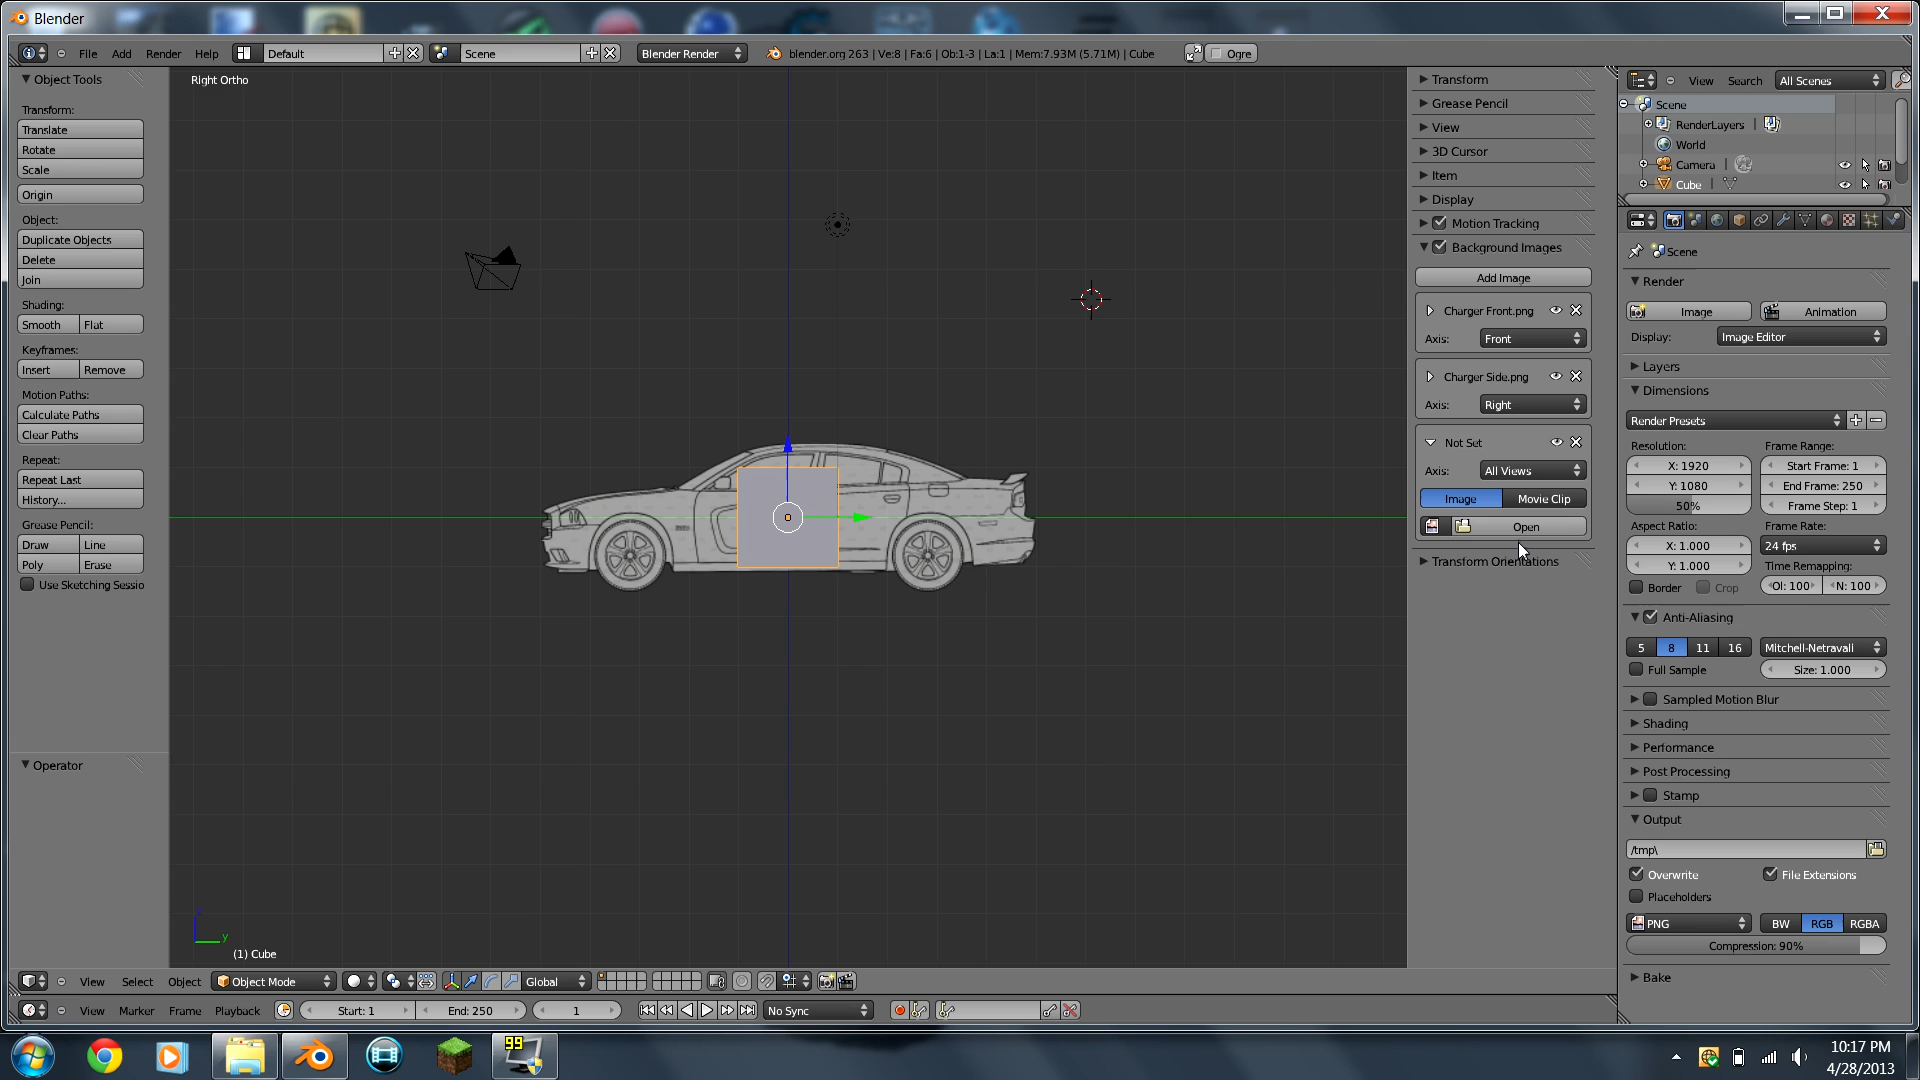 Blender
File Add Render Help Default Scene Blender Render blender.org 263 | Ve:8 | Fa:6 | Ob:1-3 | La:1 | Mem:7.93M (5.71M) | Cube Ogre
Object Tools
Transform:
Translate
Rotate
Scale
Origin
Object:
Duplicate Objects
Delete
Join
Shading:
Smooth Flat
Keyframes:
Insert Remove
Motion Paths:
Calculate Paths
Clear Paths
Repeat:
Repeat Last
History...
Grease Pencil:
Draw Line
Poly Erase
Use Sketching Sessio
Operator
Right Ortho
y
(1) Cube
Transform
Grease Pencil
View
3D Cursor
Item
Display
Motion Tracking
Background Images
Add Image
Charger Front.png
Axis: Front
Charger Side.png
Axis: Right
Not Set
Axis: All Views
Image Movie Clip
Open
Transform Orientations
View Search All Scenes
Scene
RenderLayers |
World
Camera |
Cube |
Scene
Render
Image Animation
Display: Image Editor
Layers
Dimensions
Render Presets
Resolution: Frame Range:
X: 1920 Start Frame: 1
Y: 1080 End Frame: 250
50% Frame Step: 1
Aspect Ratio: Frame Rate:
X: 1.000 24 fps
Y: 1.000 Time Remapping:
Border Crop Ol: 100 N: 100
Anti-Aliasing
5 8 11 16 Mitchell-Netravali
Full Sample Size: 1.000
Sampled Motion Blur
Shading
Performance
Post Processing
Stamp
Output
/tmp\
Overwrite File Extensions
Placeholders
PNG BW RGB RGBA
Compression: 90%
Bake
View Select Object Object Mode Global
View Marker Frame Playback Start: 1 End: 250 1 No Sync
99
10:17 PM
4/28/2013